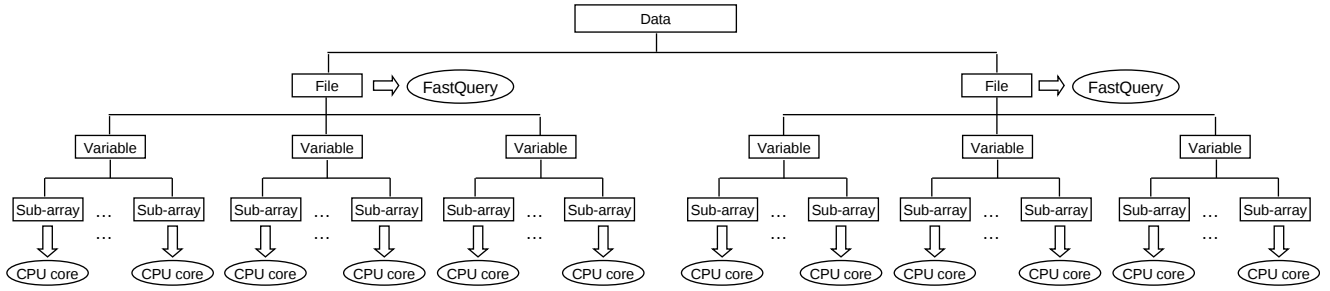 Data
File FastQuery File FastQuery
Variable Variable Variable Variable Variable Variable
Sub-array … Sub-array Sub-array … Sub-array Sub-array … Sub-array Sub-array … Sub-array Sub-array … Sub-array Sub-array … Sub-array
… … … … … …
CPU core CPU core CPU core CPU core CPU core CPU core CPU core CPU core CPU core CPU core CPU core CPU core